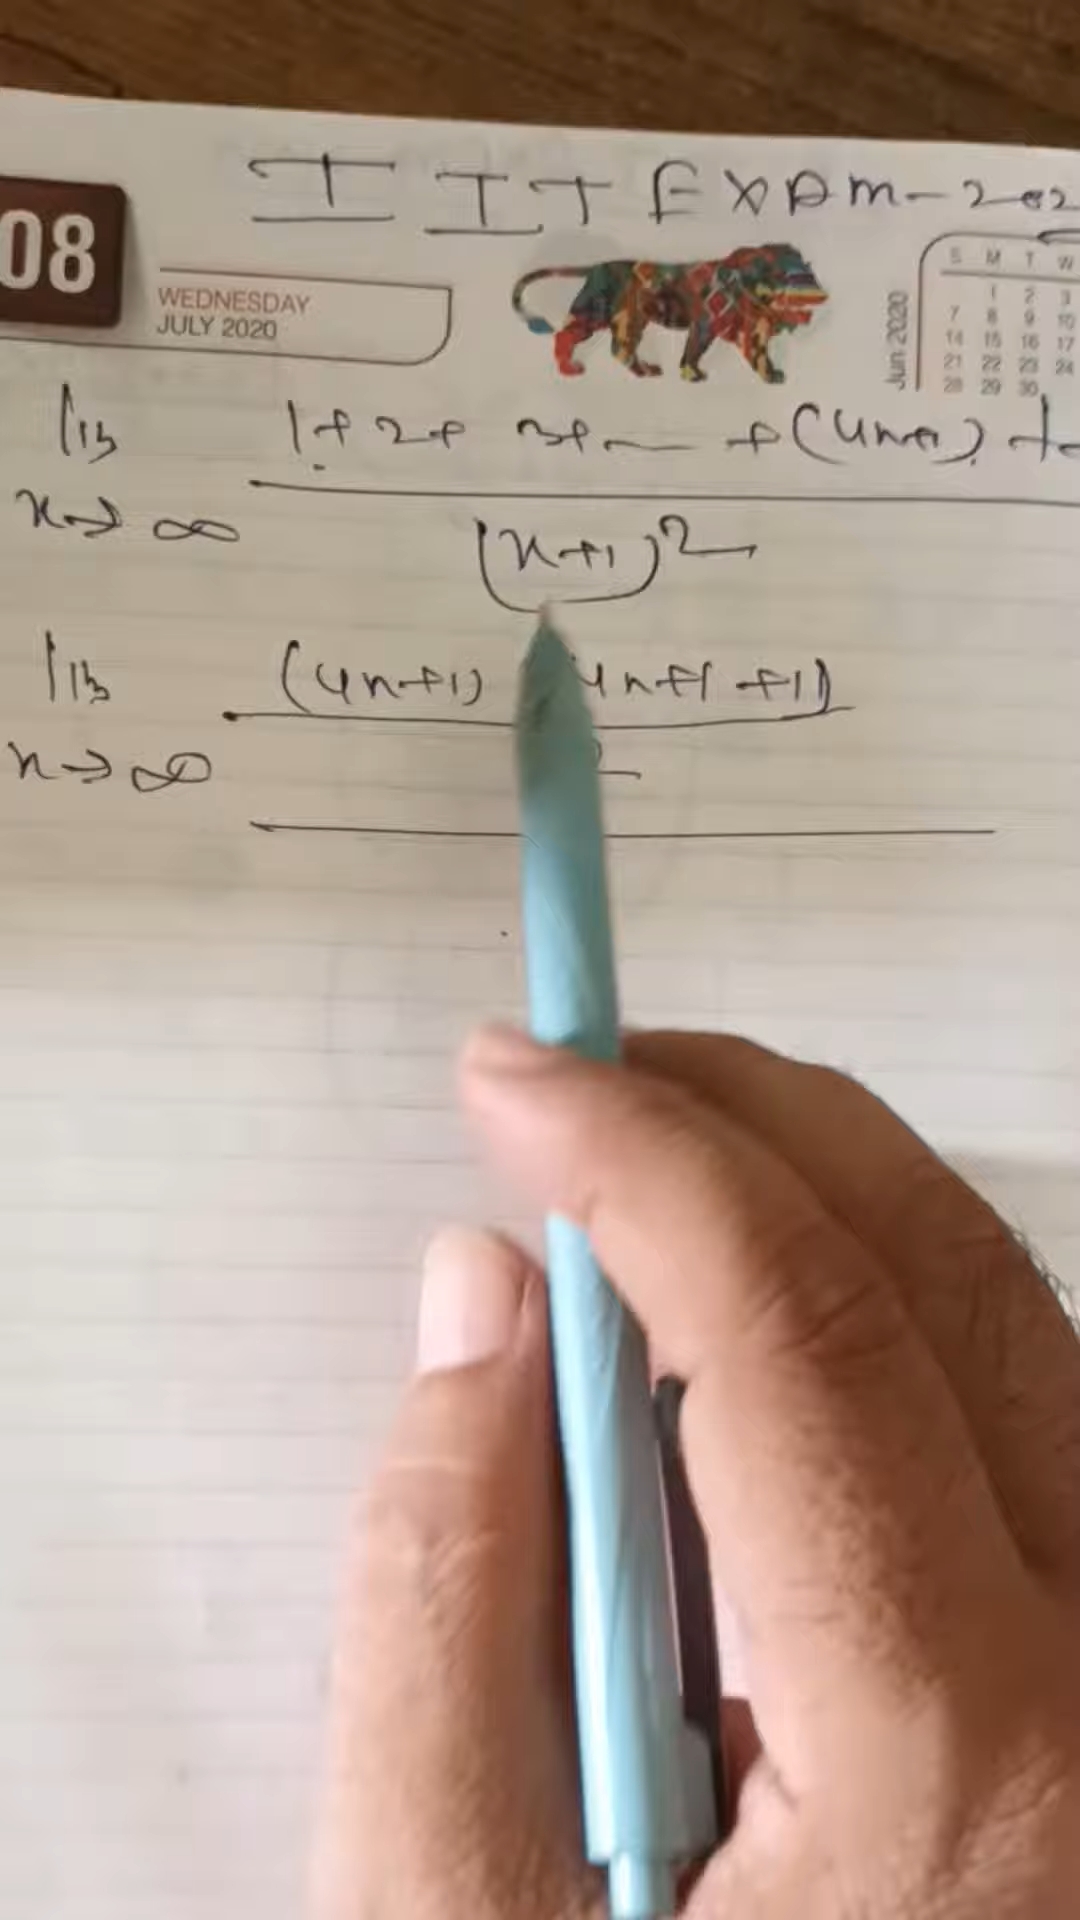 I I T EXAM-202
08
WEDNESDAY
JULY 2020
Jun 2020
S M T W
1 2 3
7 8 9 10
14 15 16 17
21 22 23 24
28 29 30
lim 1+2+3+— +(4n+1)
n→∞ (n+1)²
lim (4n+1) 4n+1+1)
n→∞ 2